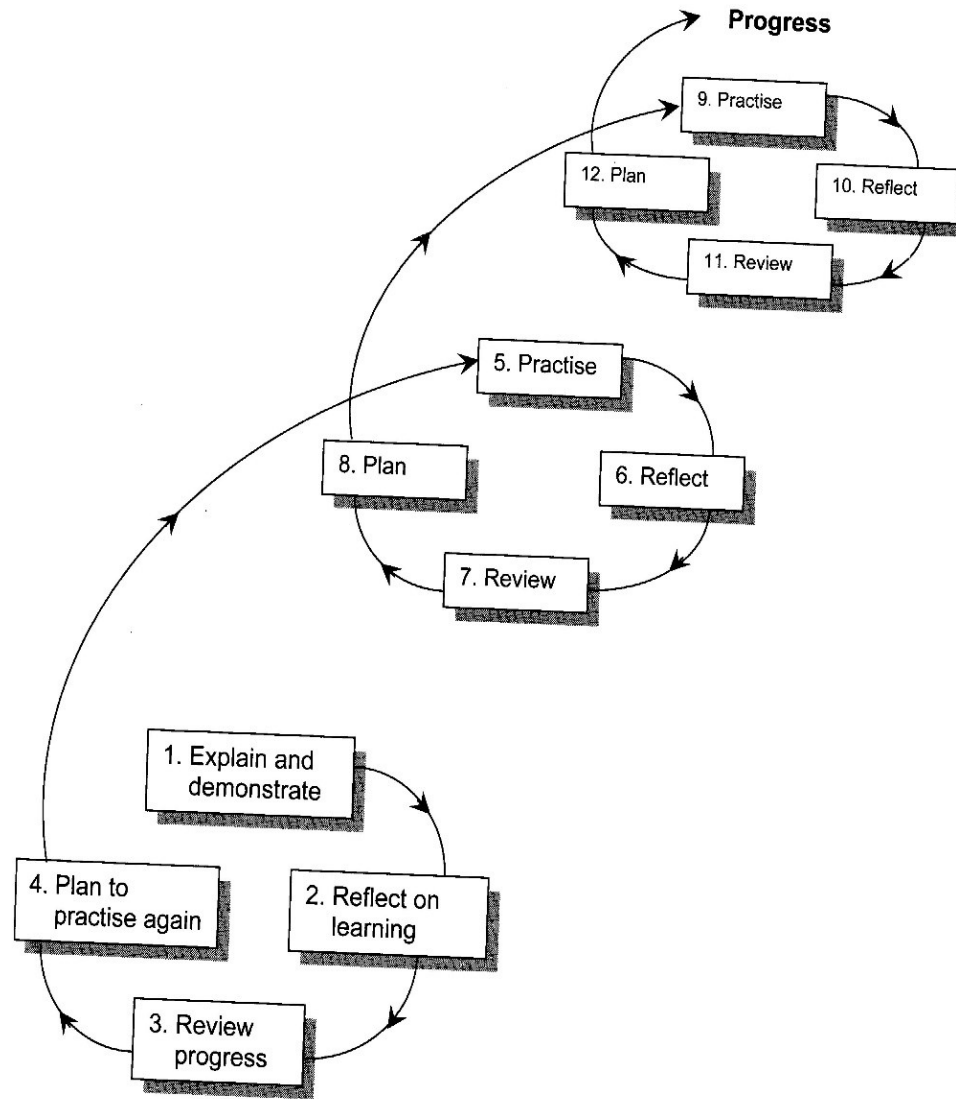 Progress
9. Practise
12. Plan
10. Reflect
11. Review
5. Practise
8. Plan
6. Reflect
7. Review
1. Explain and
demonstrate
4. Plan to
practise again
2. Reflect on
learning
3. Review
progress